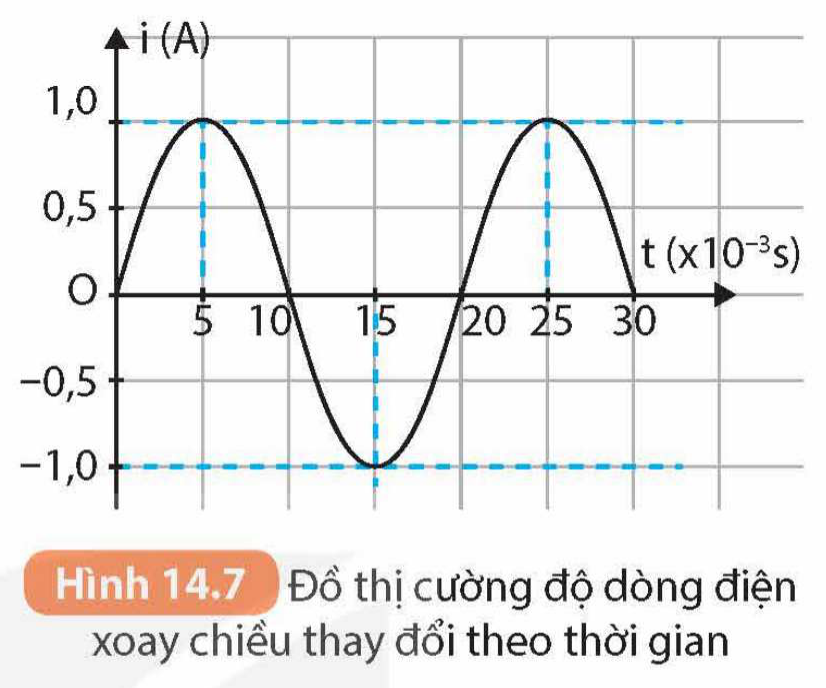 i (A)
1,0
0,5
t (x10⁻³s)
O
5 10 15 20 25 30
−0,5
−1,0
Hình 14.7 Đồ thị cường độ dòng điện
xoay chiều thay đổi theo thời gian